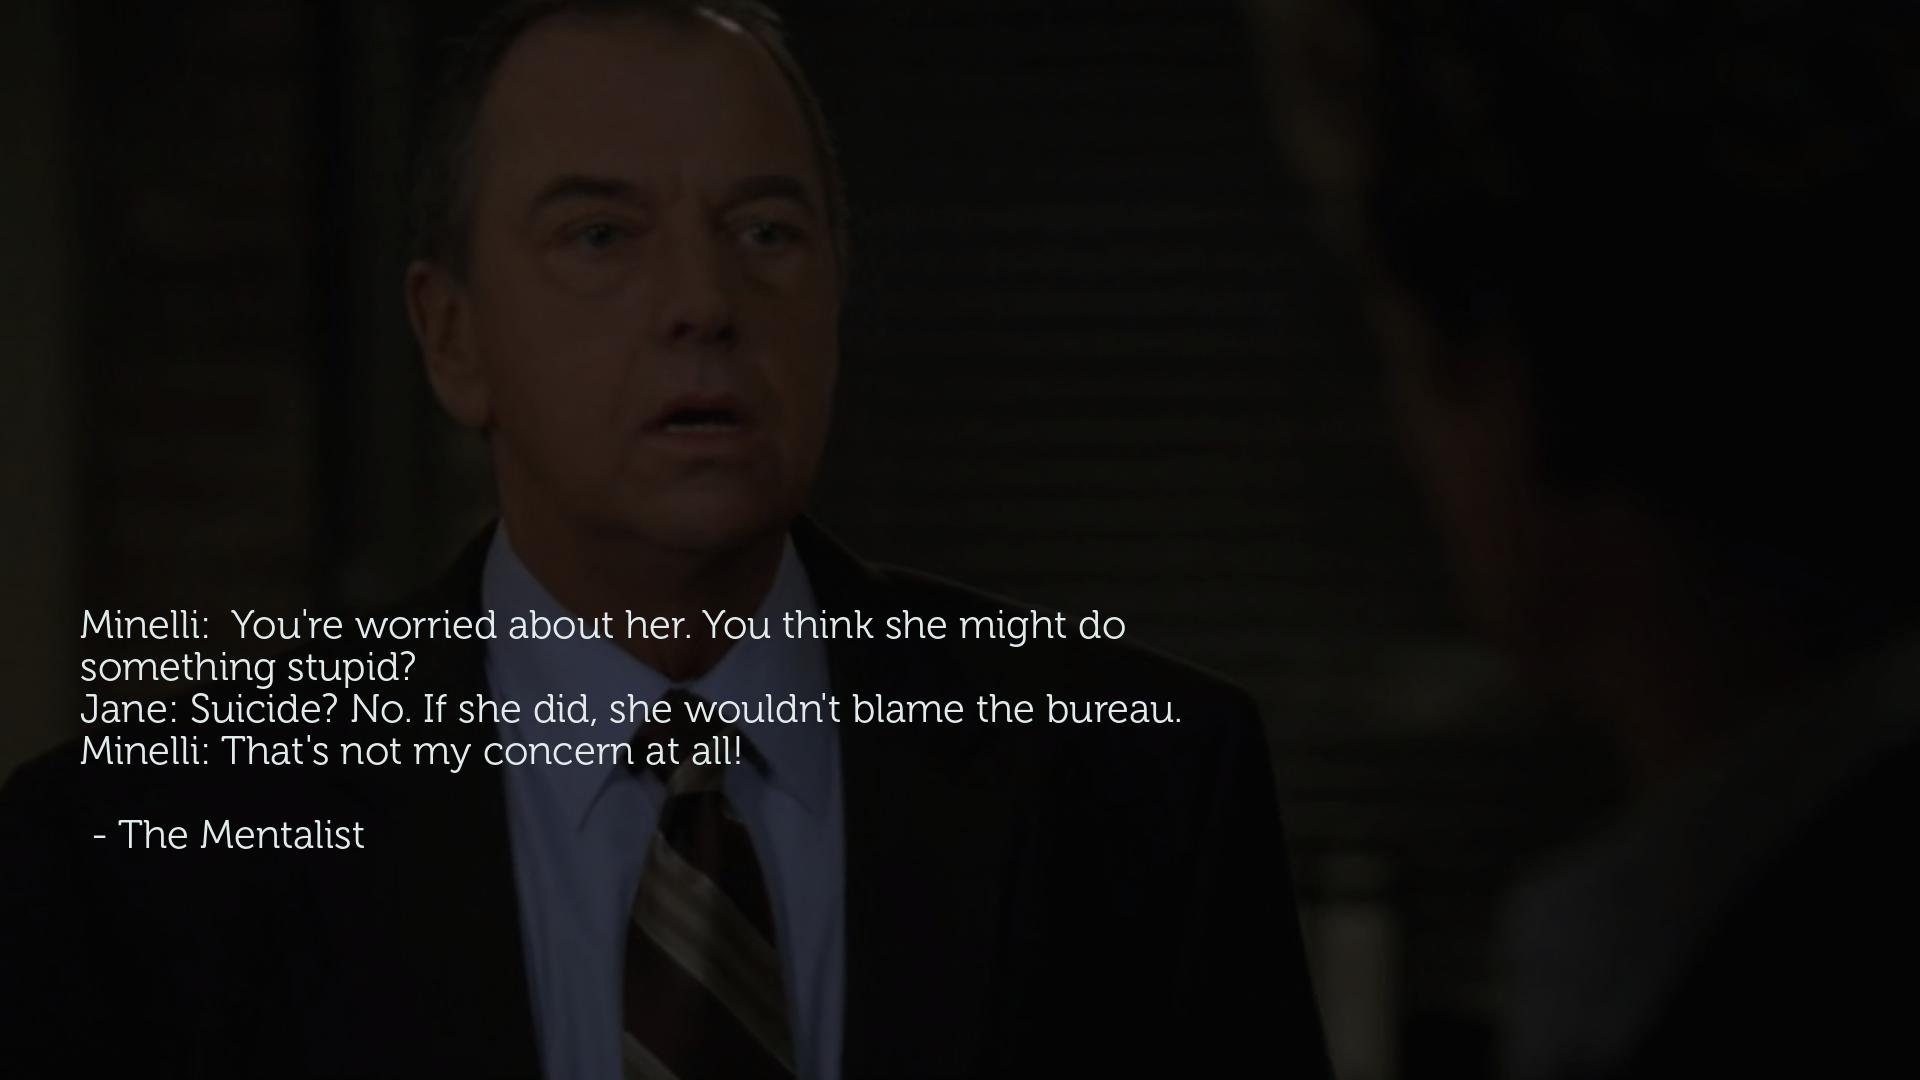 Minelli:  You're worried about her. You think she might do
something stupid?
Jane: Suicide? No. If she did, she wouldn't blame the bureau.
Minelli: That's not my concern at all!
- The Mentalist